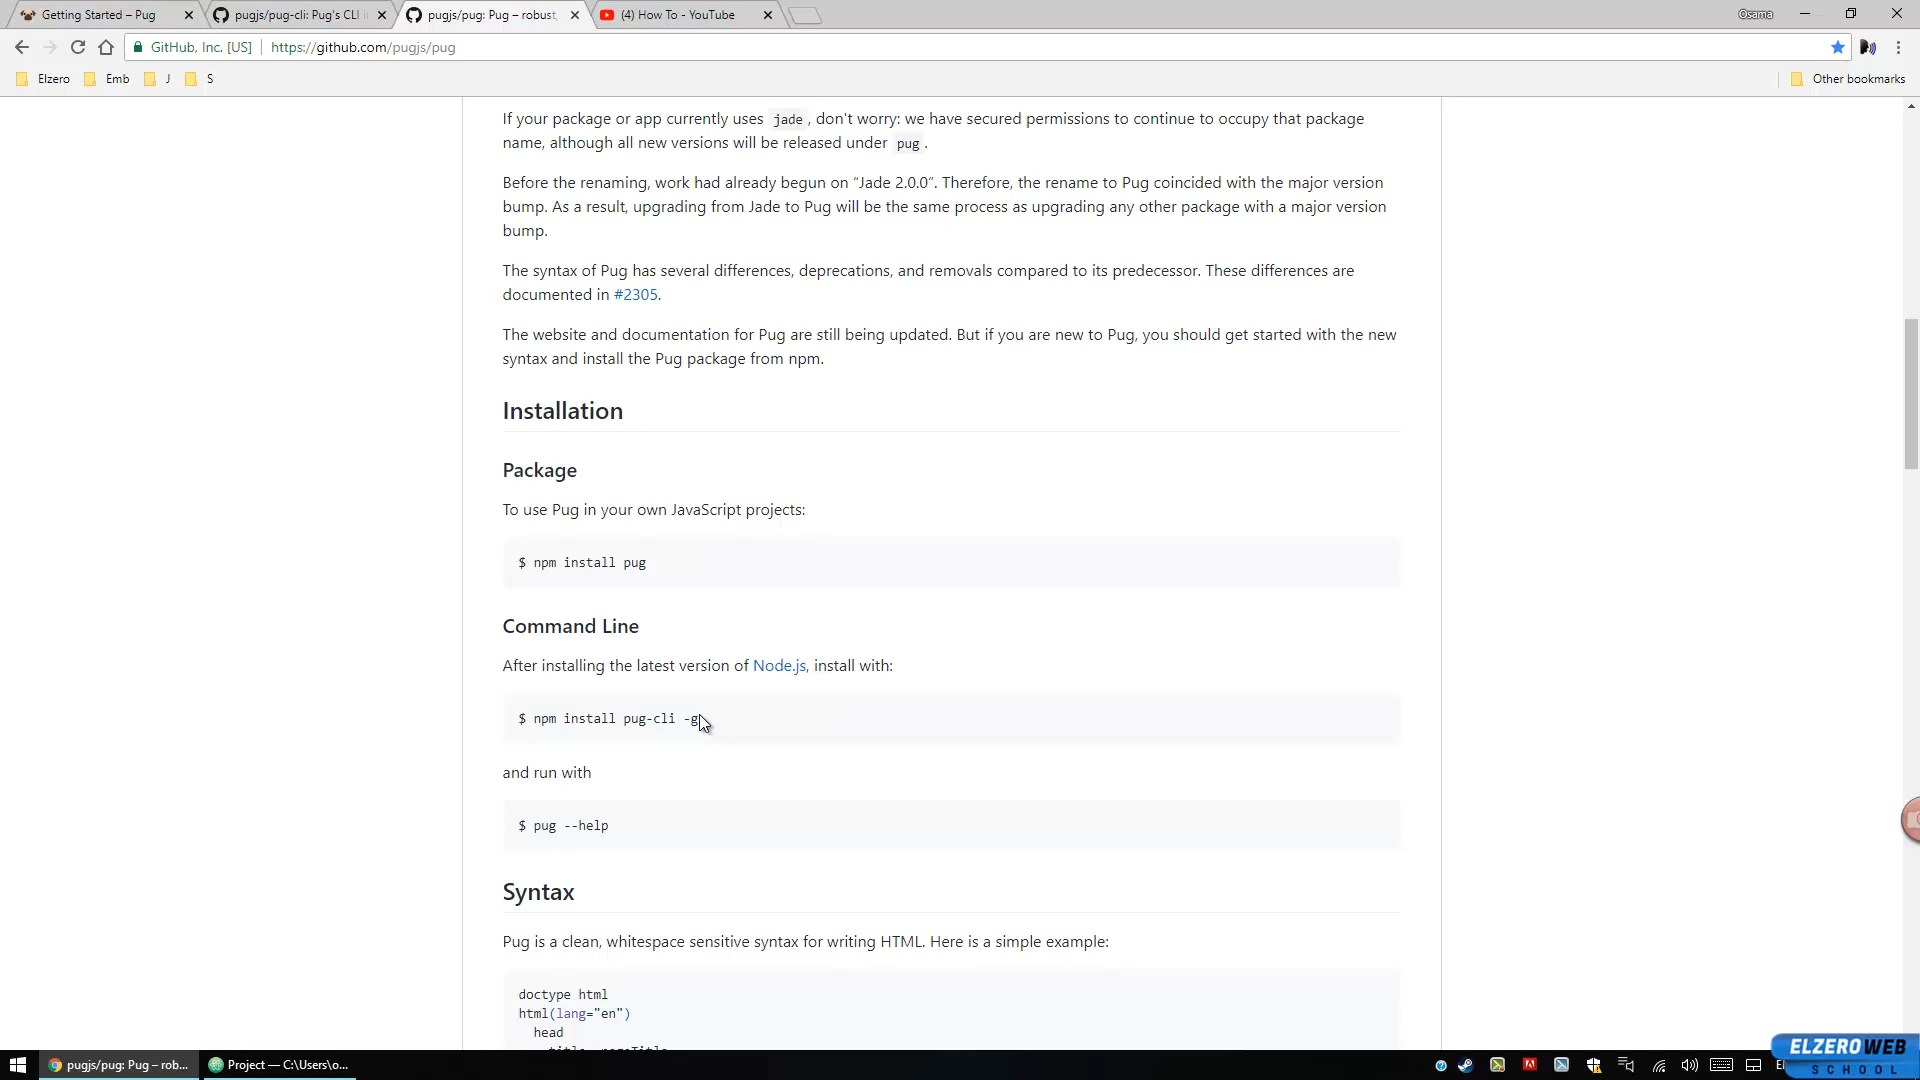 Getting Started – Pug
pugjs/pug-cli: Pug's CLI in
pugjs/pug: Pug – robust,
(4) How To - YouTube
Osama
GitHub, Inc. [US]
https://github.com/pugjs/pug
Elzero
Emb
J
S
Other bookmarks
If your package or app currently uses jade, don't worry: we have secured permissions to continue to occupy that package
name, although all new versions will be released under pug.
Before the renaming, work had already begun on “Jade 2.0.0”. Therefore, the rename to Pug coincided with the major version
bump. As a result, upgrading from Jade to Pug will be the same process as upgrading any other package with a major version
bump.
The syntax of Pug has several differences, deprecations, and removals compared to its predecessor. These differences are
documented in #2305.
The website and documentation for Pug are still being updated. But if you are new to Pug, you should get started with the new
syntax and install the Pug package from npm.
Installation
Package
To use Pug in your own JavaScript projects:
$ npm install pug
Command Line
After installing the latest version of Node.js, install with:
$ npm install pug-cli -g
and run with
$ pug --help
Syntax
Pug is a clean, whitespace sensitive syntax for writing HTML. Here is a simple example:
doctype html
html(lang="en")
head
title= pageTitle
pugjs/pug: Pug – rob...
Project — C:\Users\o...
ELZEROWEB
SCHOOL